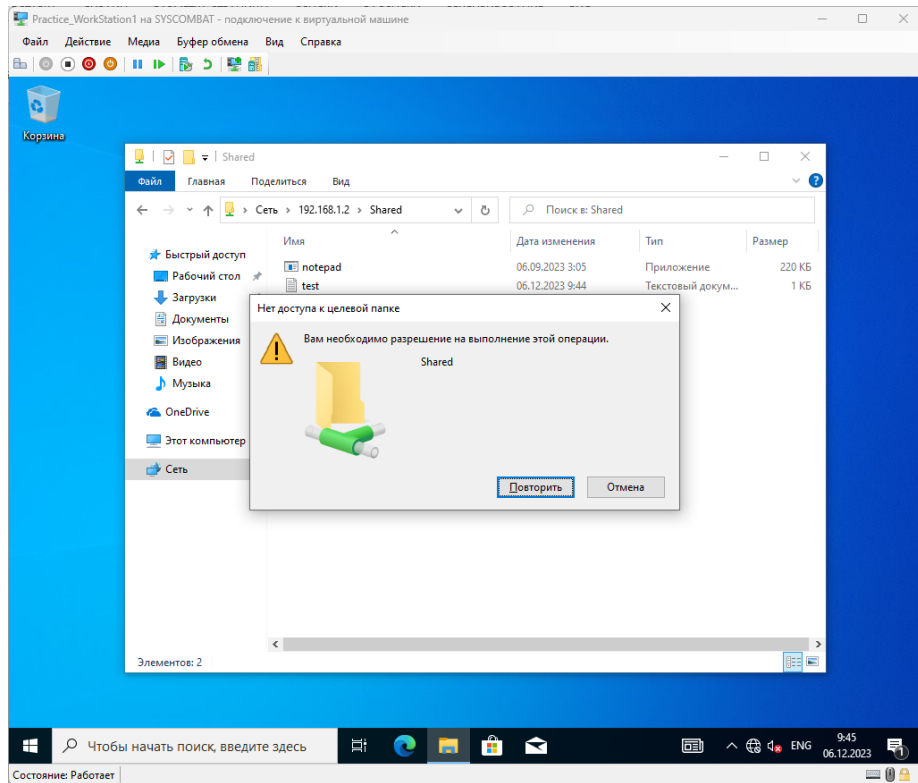 Practice_WorkStation1 на SYSCOMBAT - подключение к виртуальной машине
Файл Действие Медиа Буфер обмена Вид Справка
Корзина
Shared
Файл Главная Поделиться Вид
Сеть > 192.168.1.2 > Shared
Поиск в: Shared
Имя Дата изменения Тип Размер
Быстрый доступ
Рабочий стол
Загрузки
Документы
Изображения
Видео
Музыка
OneDrive
Этот компьютер
Сеть
notepad 06.09.2023 3:05 Приложение 220 КБ
test 06.12.2023 9:44 Текстовый докум... 1 КБ
Нет доступа к целевой папке
Вам необходимо разрешение на выполнение этой операции.
Shared
Повторить Отмена
Элементов: 2
Чтобы начать поиск, введите здесь
ENG
9:45
06.12.2023
1
Состояние: Работает